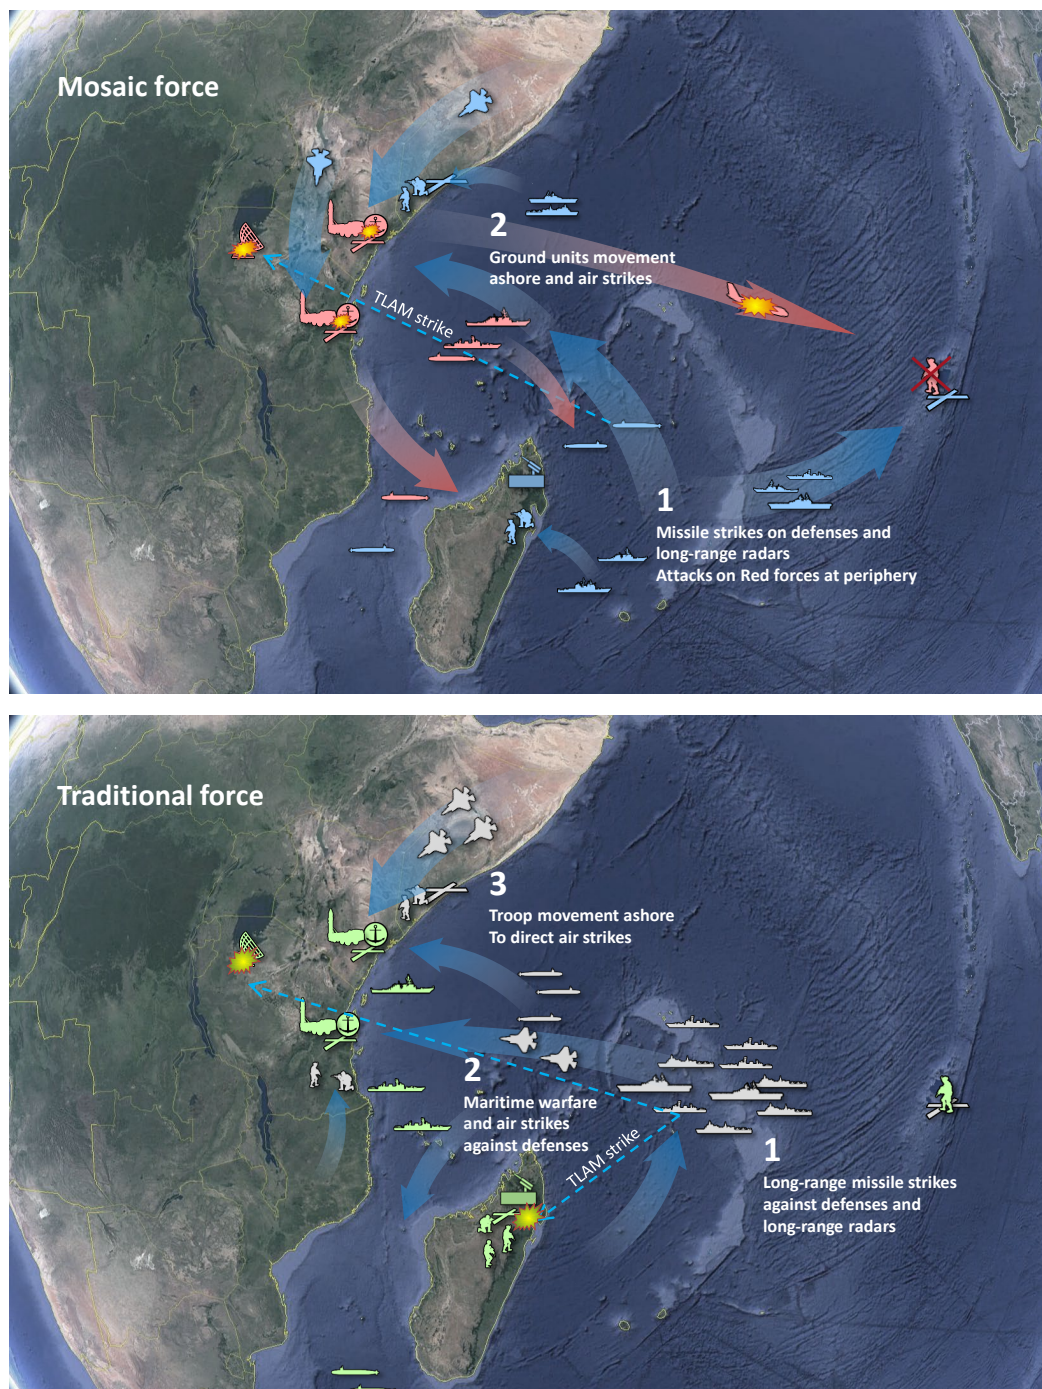 Mosaic force
2
Ground units movement
ashore and air strikes
TLAM strike
1
Missile strikes on defenses and
long-range radars
Attacks on Red forces at periphery
Traditional force
3
Troop movement ashore
To direct air strikes
2
Maritime warfare
and air strikes
against defenses
TLAM strike
1
Long-range missile strikes
against defenses and
long-range radars